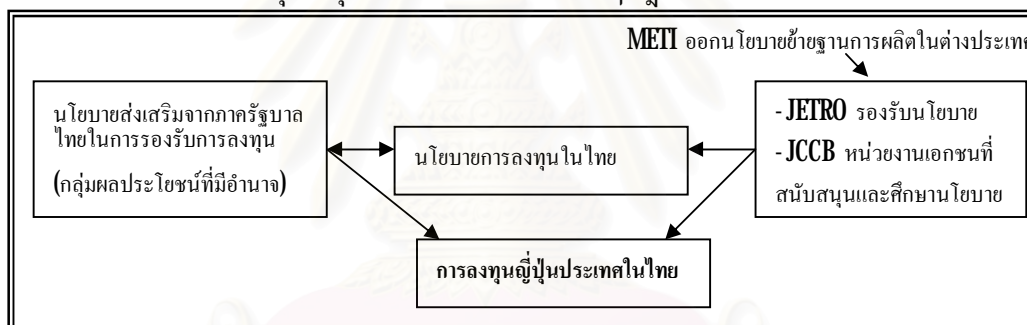 METI ออกนโยบายย้ายฐานการผลิตในต่างประเทศ
นโยบายส่งเสริมจากภาครัฐบาล
ไทยในการรองรับการลงทุน
(กลุ่มผลประโยชน์ที่มีอำนาจ)
นโยบายการลงทุนในไทย
- JETRO รองรับนโยบาย
- JCCB หน่วยงานเอกชนที่
สนับสนุนและศึกษานโยบาย
การลงทุนญี่ปุ่นประเทศในไทย